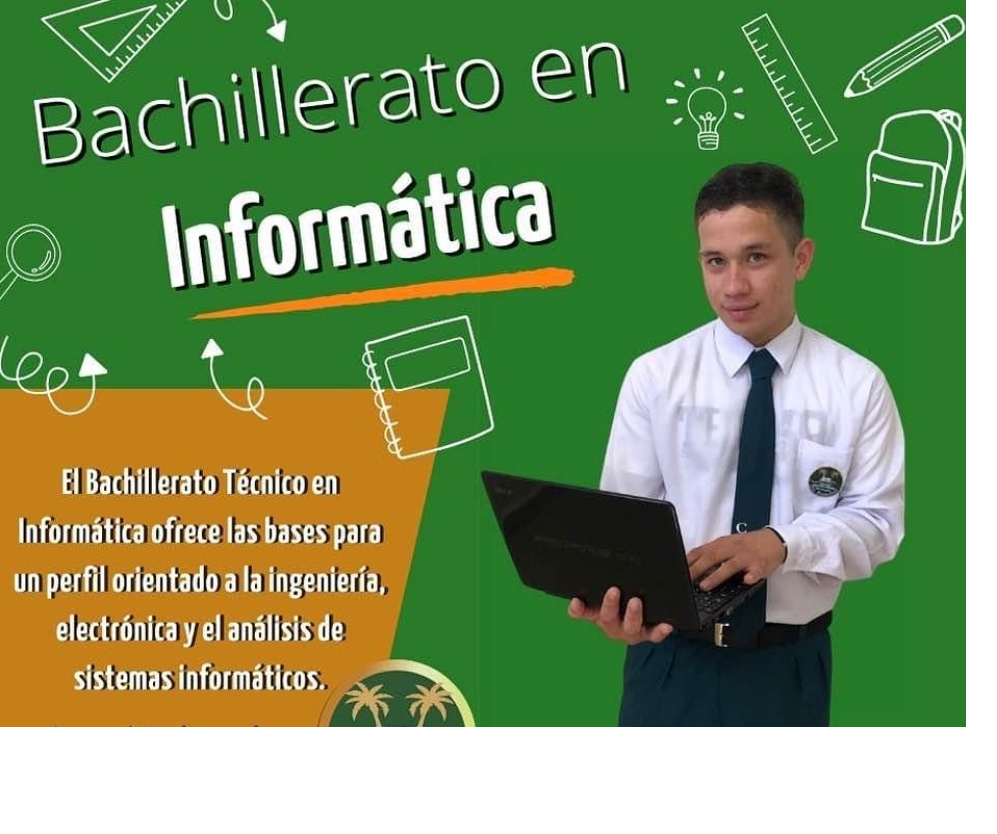 Bachillerato en
Informática
El Bachillerato Técnico en
Informática ofrece las bases para
un perfil orientado a la ingeniería,
electrónica y el análisis de
sistemas informáticos.
acer
C